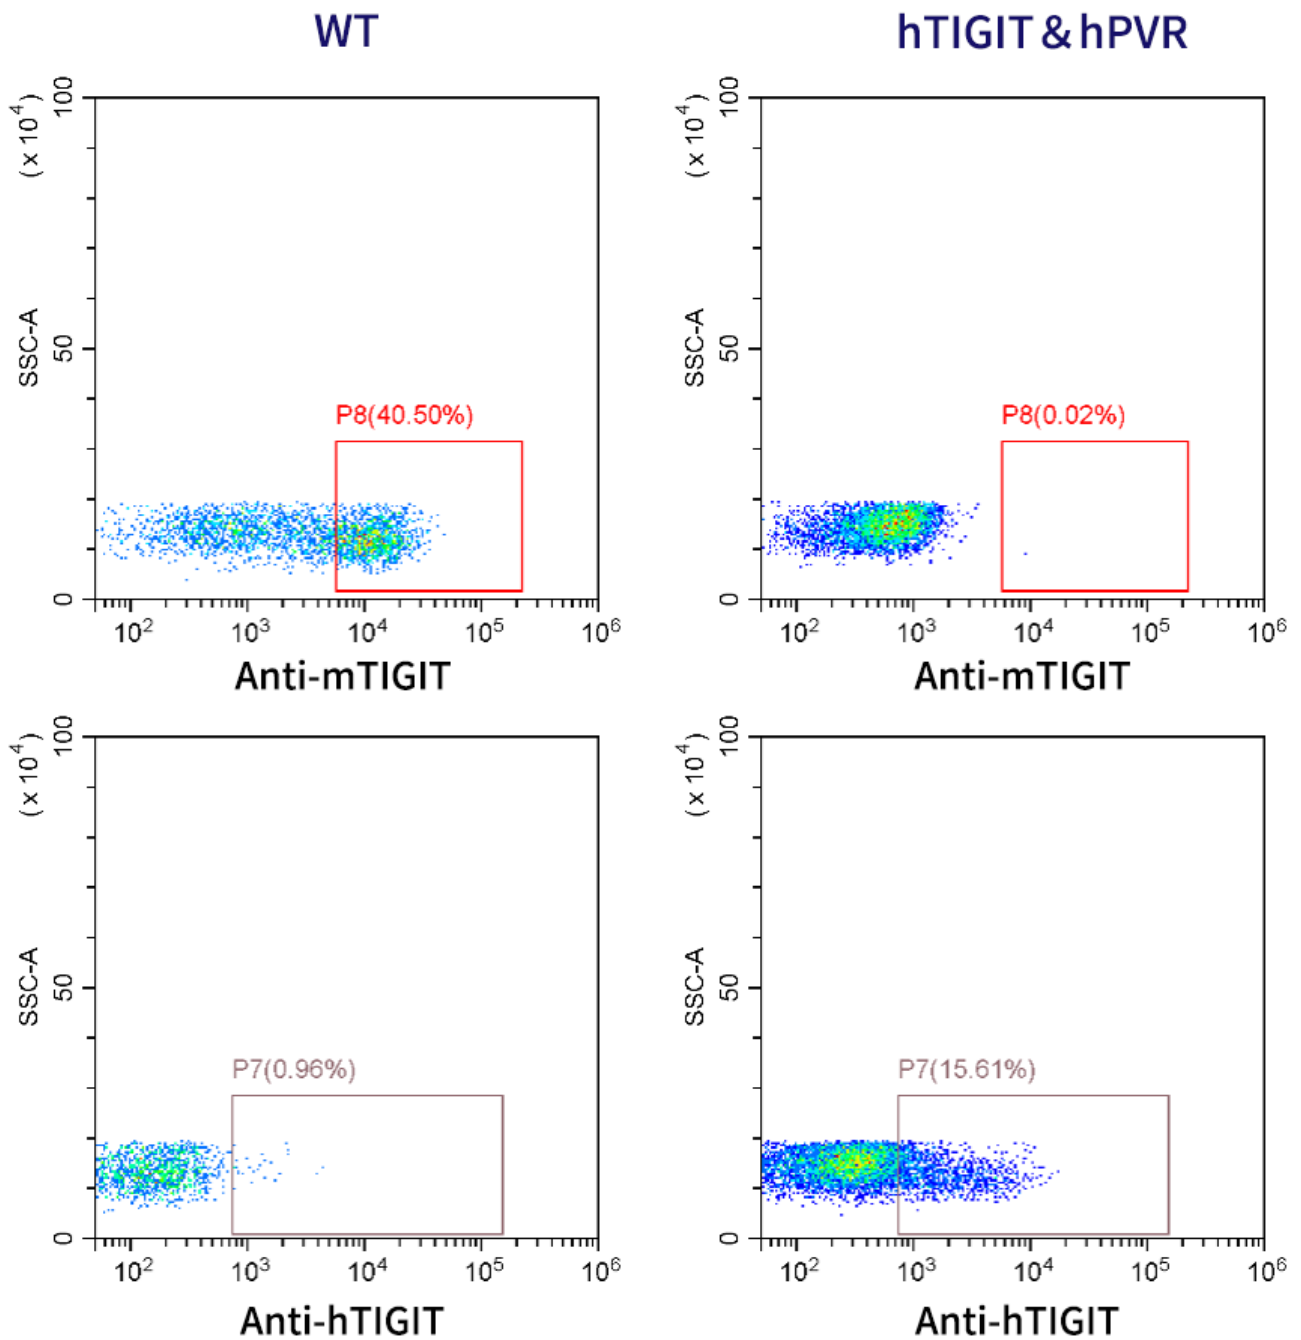 WT
hTIGIT & hPVR
(x 10^4)
100
50
0
SSC-A
P8(40.50%)
10^2 10^3 10^4 10^5 10^6
Anti-mTIGIT
(x 10^4)
100
50
0
SSC-A
P8(0.02%)
10^2 10^3 10^4 10^5 10^6
Anti-mTIGIT
(x 10^4)
100
50
0
SSC-A
P7(0.96%)
10^2 10^3 10^4 10^5 10^6
Anti-hTIGIT
(x 10^4)
100
50
0
SSC-A
P7(15.61%)
10^2 10^3 10^4 10^5 10^6
Anti-hTIGIT